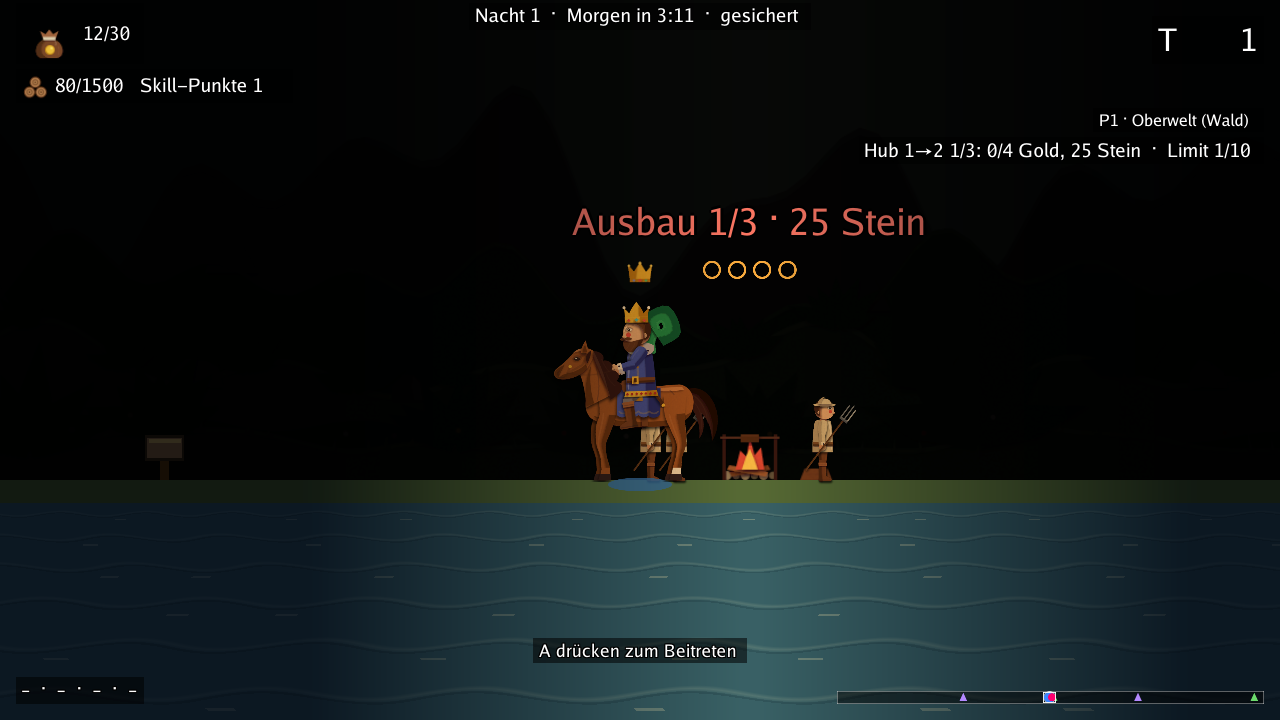 Nacht 1 · Morgen in 3:11 · gesichert
12/30
T 1
80/1500 Skill-Punkte 1
P1 · Oberwelt (Wald)
Hub 1→2 1/3: 0/4 Gold, 25 Stein · Limit 1/10
Ausbau 1/3 · 25 Stein
A drücken zum Beitreten
– · – · – · –